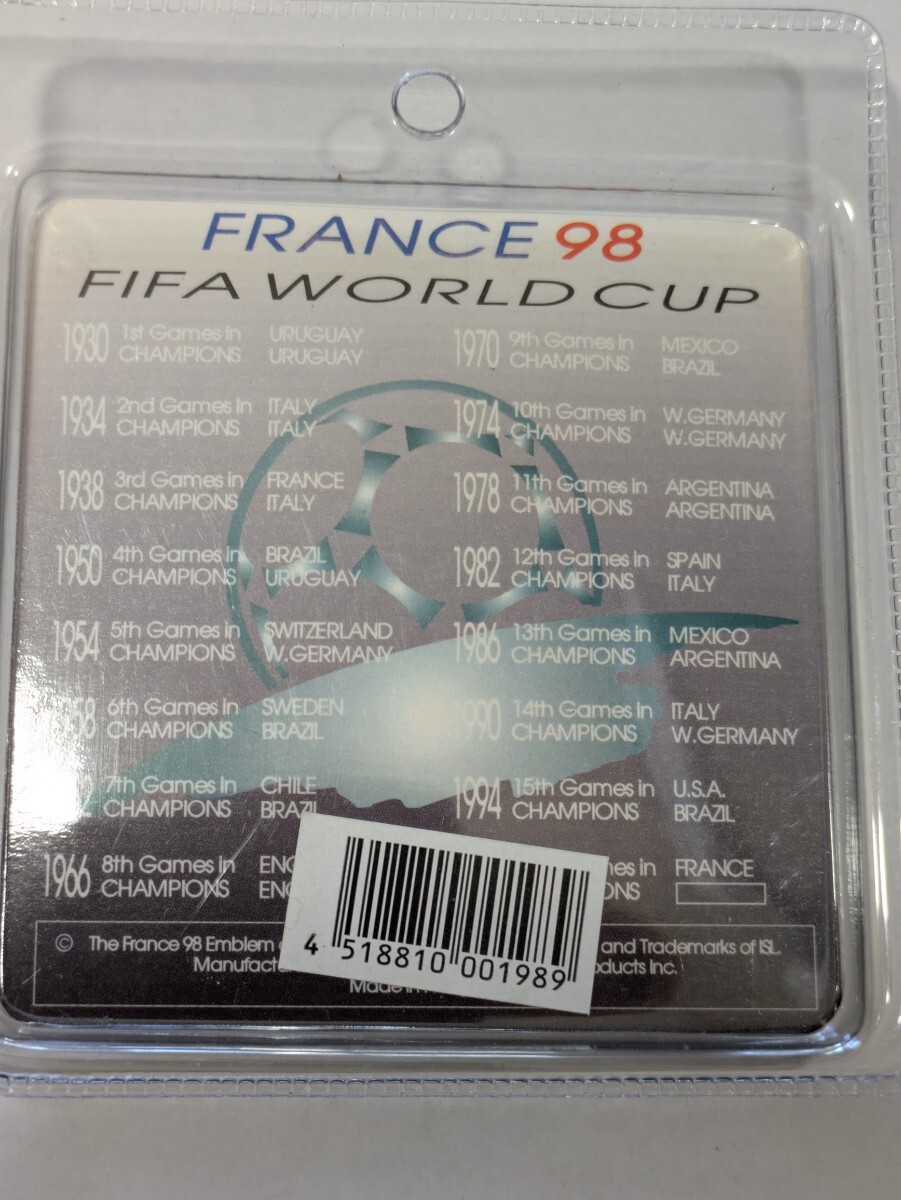 FRANCE 98
FIFA WORLD CUP
1930 1st Games in URUGUAY
CHAMPIONS URUGUAY
1934 2nd Games in ITALY
CHAMPIONS ITALY
1938 3rd Games in FRANCE
CHAMPIONS ITALY
1950 4th Games in BRAZIL
CHAMPIONS URUGUAY
1954 5th Games in SWITZERLAND
CHAMPIONS W.GERMANY
6th Games in SWEDEN
CHAMPIONS BRAZIL
7th Games in CHILE
CHAMPIONS BRAZIL
1966 8th Games in
CHAMPIONS
1970 9th Games in MEXICO
CHAMPIONS BRAZIL
1974 10th Games in W.GERMANY
CHAMPIONS W.GERMANY
1978 11th Games in ARGENTINA
CHAMPIONS ARGENTINA
1982 12th Games in SPAIN
CHAMPIONS ITALY
1986 13th Games in MEXICO
CHAMPIONS ARGENTINA
1990 14th Games in ITALY
CHAMPIONS W.GERMANY
1994 15th Games in U.S.A.
CHAMPIONS BRAZIL
in FRANCE
© The France 98 Emblem and Trademarks of ISL.
Inc.
4 518810 001989